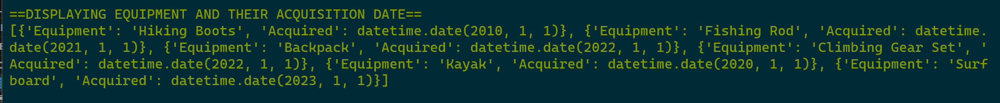 ==DISPLAYING EQUIPMENT AND THEIR ACQUISITION DATE==
[{'Equipment': 'Hiking Boots', 'Acquired': datetime.date(2010, 1, 1)}, {'Equipment': 'Fishing Rod', 'Acquired': datetime.
date(2021, 1, 1)}, {'Equipment': 'Backpack', 'Acquired': datetime.date(2022, 1, 1)}, {'Equipment': 'Climbing Gear Set', '
Acquired': datetime.date(2022, 1, 1)}, {'Equipment': 'Kayak', 'Acquired': datetime.date(2020, 1, 1)}, {'Equipment': 'Surf
board', 'Acquired': datetime.date(2023, 1, 1)}]